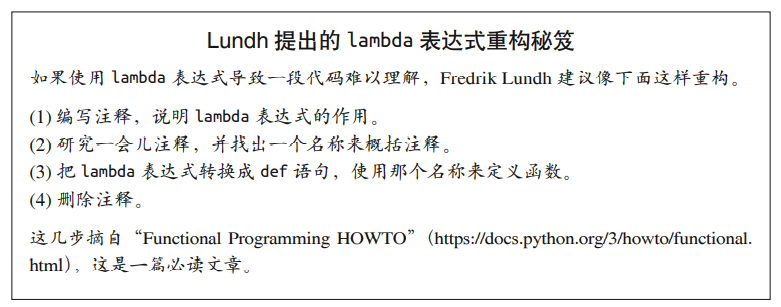 Lundh 提出的 lambda 表达式重构秘笈
如果使用 lambda 表达式导致一段代码难以理解，Fredrik Lundh 建议像下面这样重构。
(1) 编写注释，说明 lambda 表达式的作用。
(2) 研究一会儿注释，并找出一个名称来概括注释。
(3) 把 lambda 表达式转换成 def 语句，使用那个名称来定义函数。
(4) 删除注释。
这几步摘自“Functional Programming HOWTO”（https://docs.python.org/3/howto/functional.
html），这是一篇必读文章。